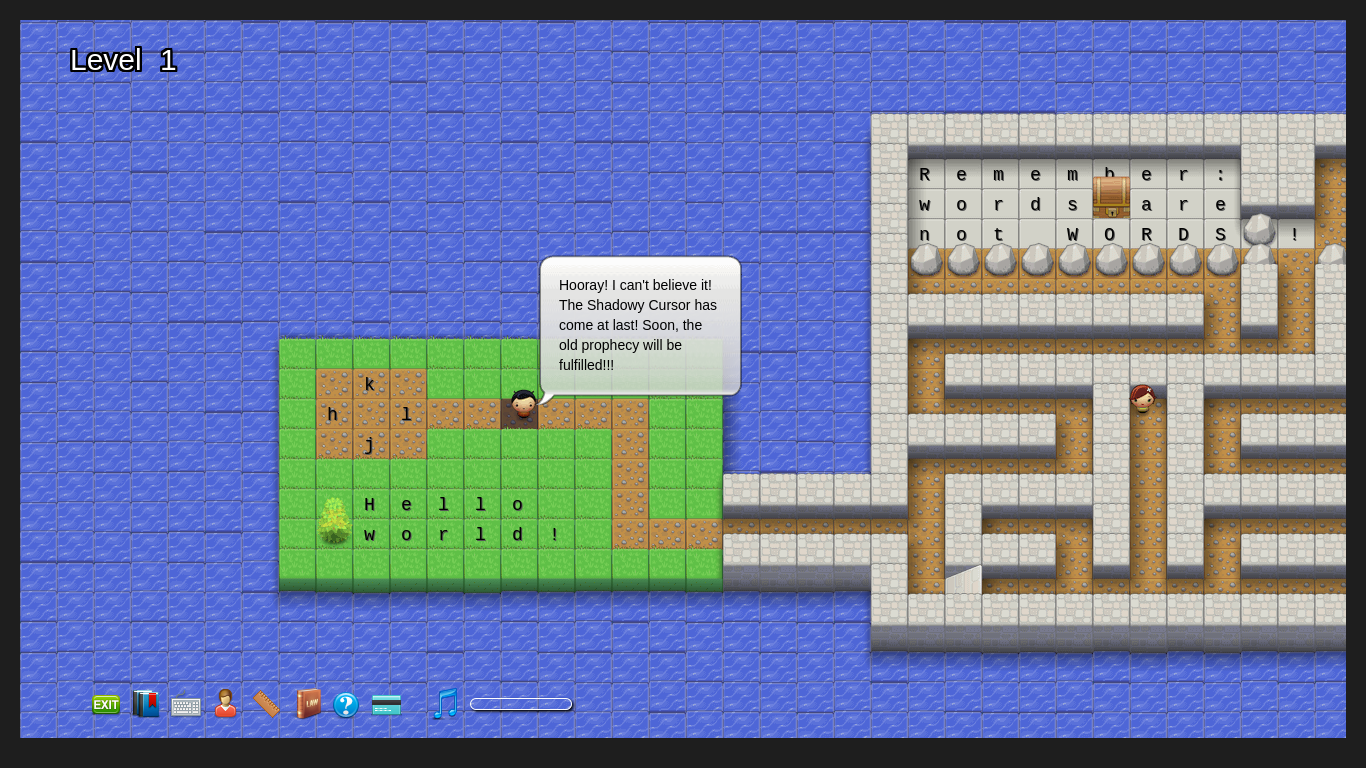 Level 1
R e m e m b e r :
w o r d s a r e
n o t W O R D S !
Hooray! I can't believe it!
The Shadowy Cursor has
come at last! Soon, the
old prophecy will be
fulfilled!!!
k
h l
j
H e l l o
w o r l d !
EXIT
LAW
?